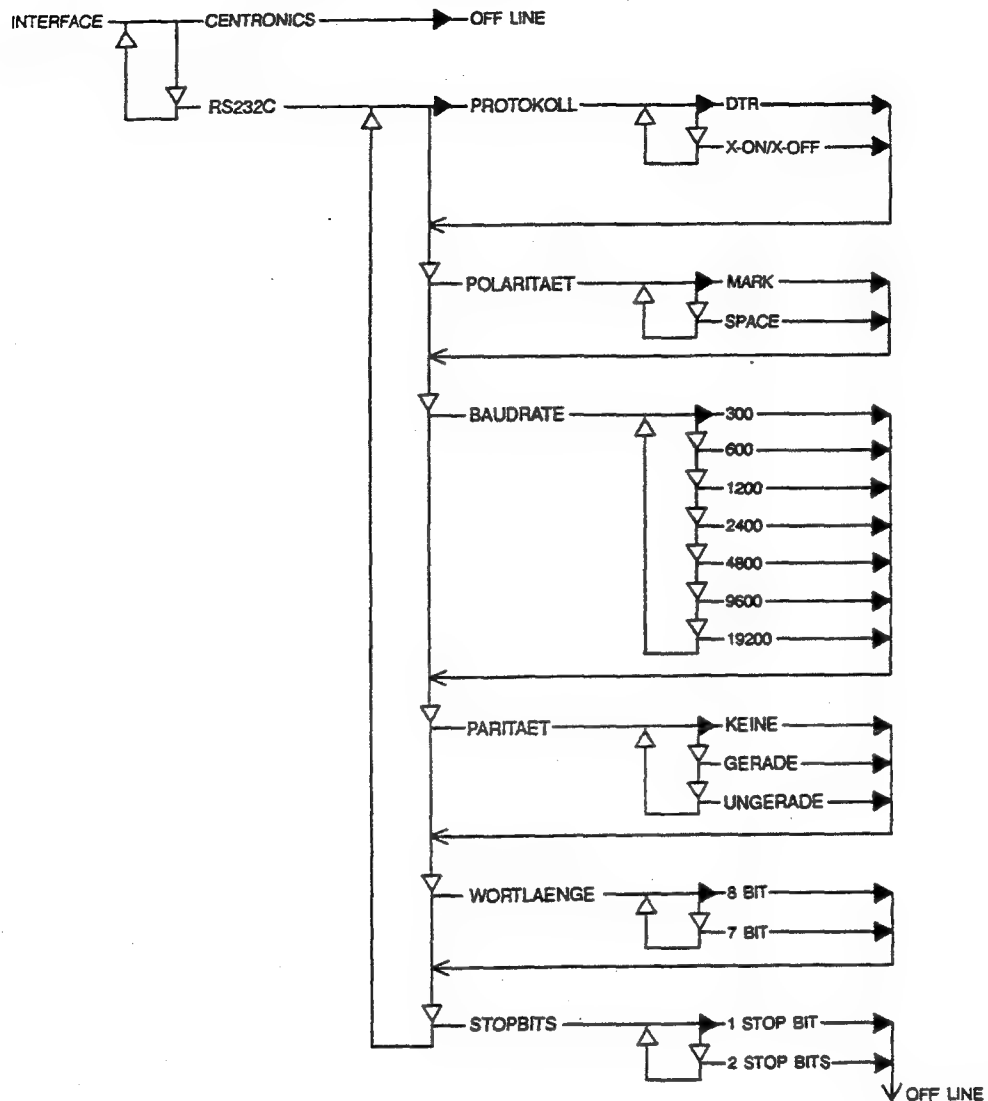 INTERFACE CENTRONICS OFF LINE
RS232C PROTOKOLL DTR
X-ON/X-OFF
POLARITAET MARK
SPACE
BAUDRATE 300
600
1200
2400
4800
9600
19200
PARITAET KEINE
GERADE
UNGERADE
WORTLAENGE 8 BIT
7 BIT
STOPBITS 1 STOP BIT
2 STOP BITS
OFF LINE